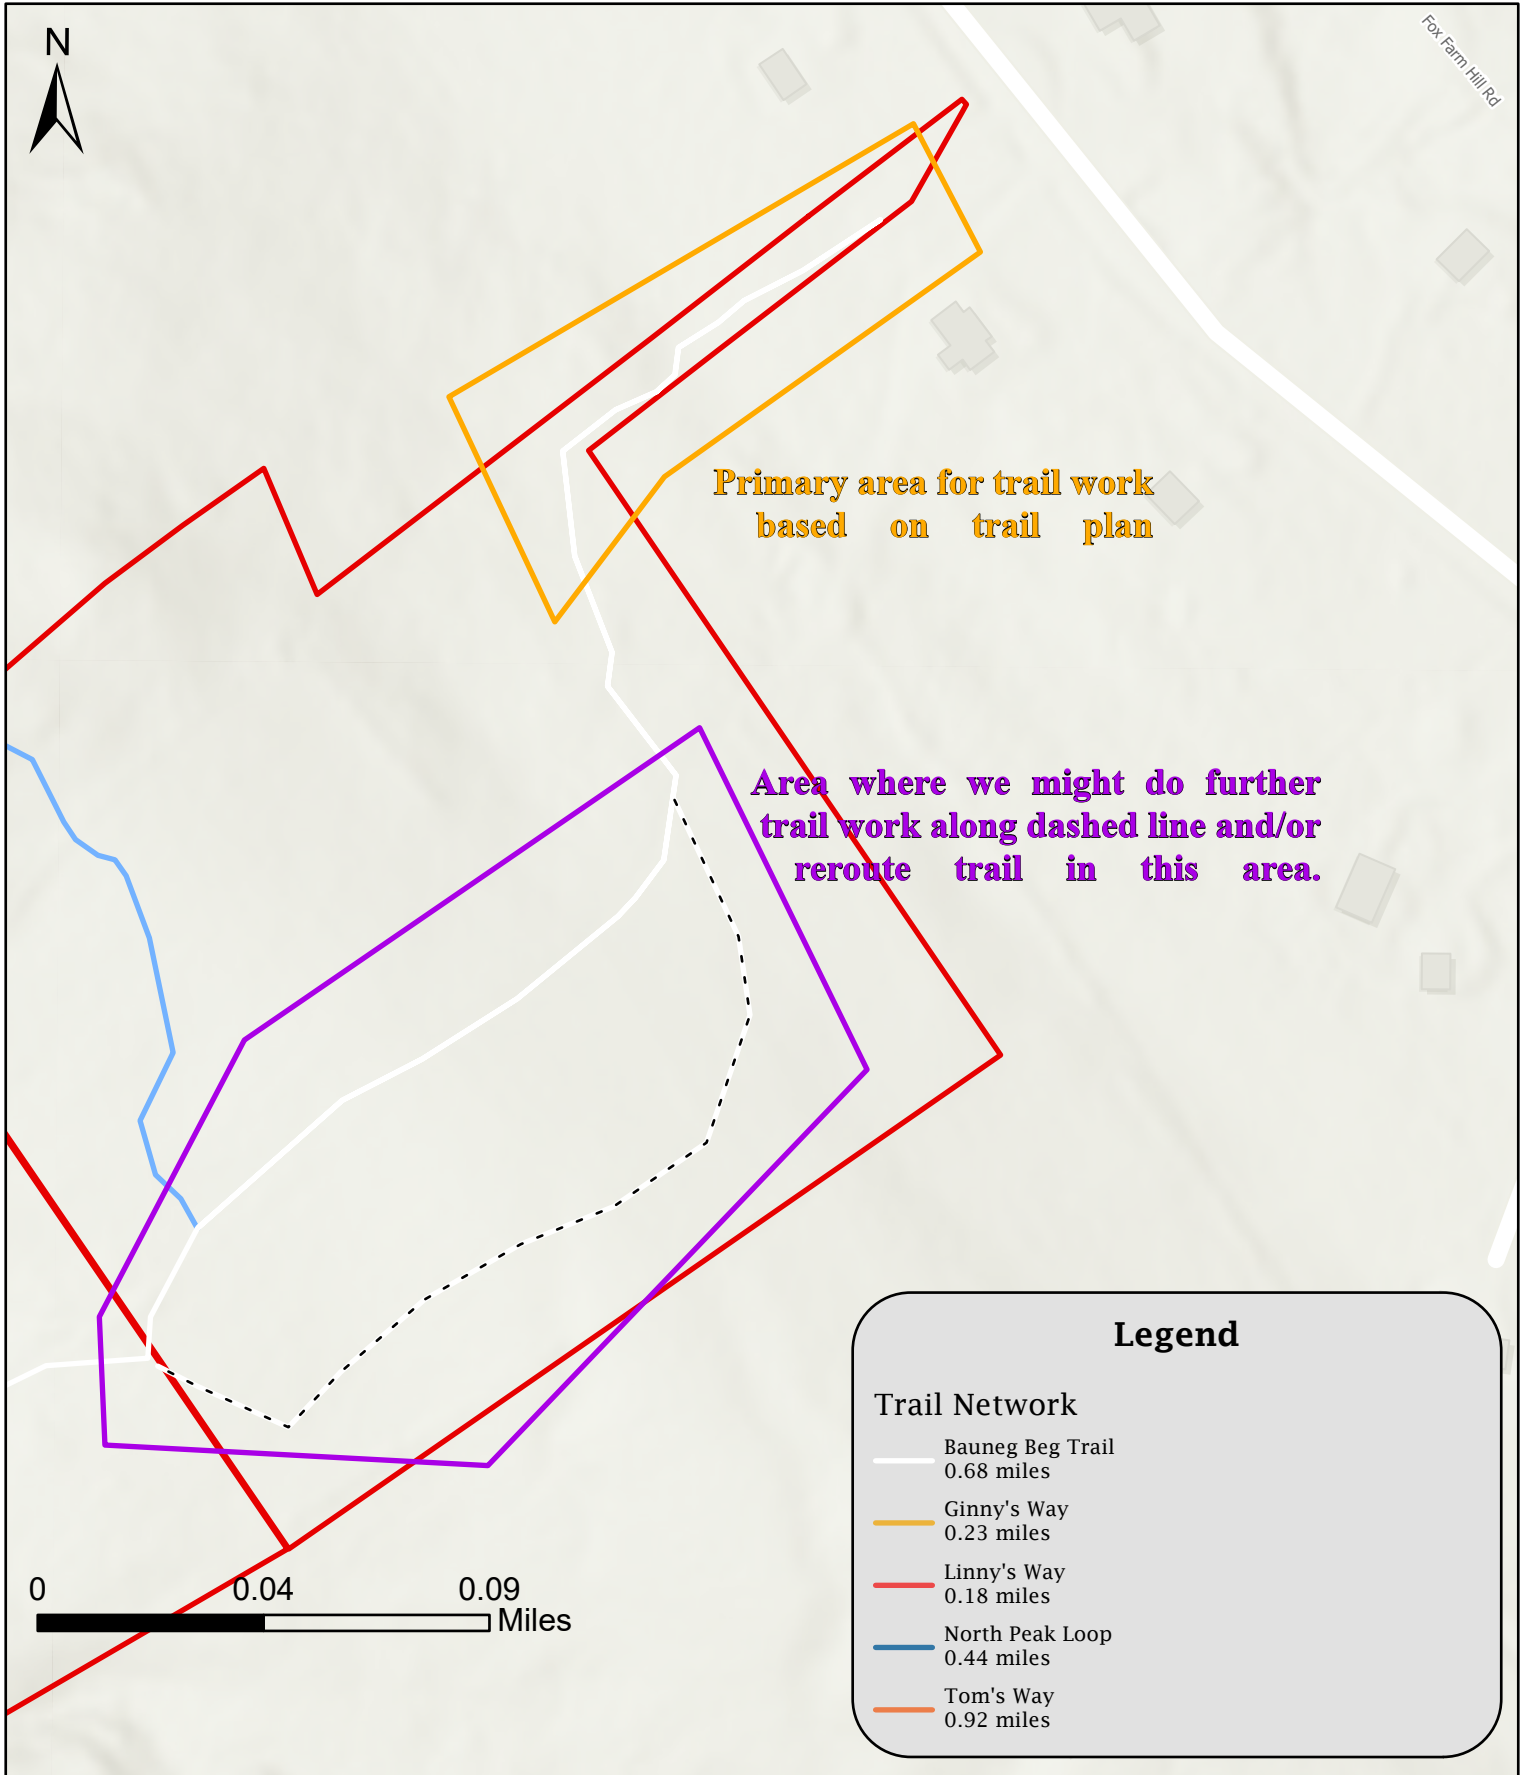 N
Fox Farm Hill Rd
Primary area for trail work
based on trail plan
Area where we might do further
trail work along dashed line and/or
reroute trail in this area.
Legend
Trail Network
Bauneg Beg Trail
0.68 miles
Ginny's Way
0.23 miles
Linny's Way
0.18 miles
North Peak Loop
0.44 miles
Tom's Way
0.92 miles
0 0.04 0.09
Miles